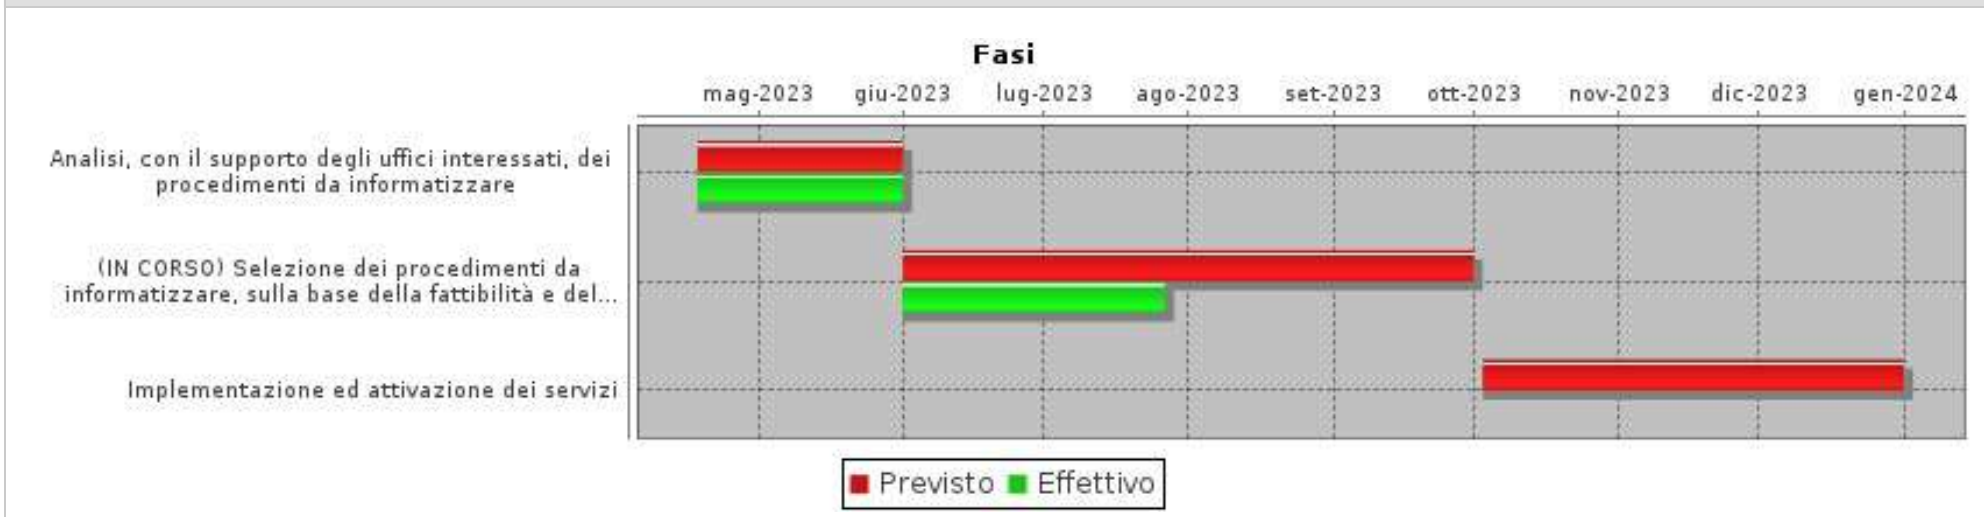 Fasi
mag-2023 giu-2023 lug-2023 ago-2023 set-2023 ott-2023 nov-2023 dic-2023 gen-2024
Analisi, con il supporto degli uffici interessati, dei
procedimenti da informatizzare
(IN CORSO) Selezione dei procedimenti da
informatizzare, sulla base della fattibilità e del...
Implementazione ed attivazione dei servizi
Previsto Effettivo